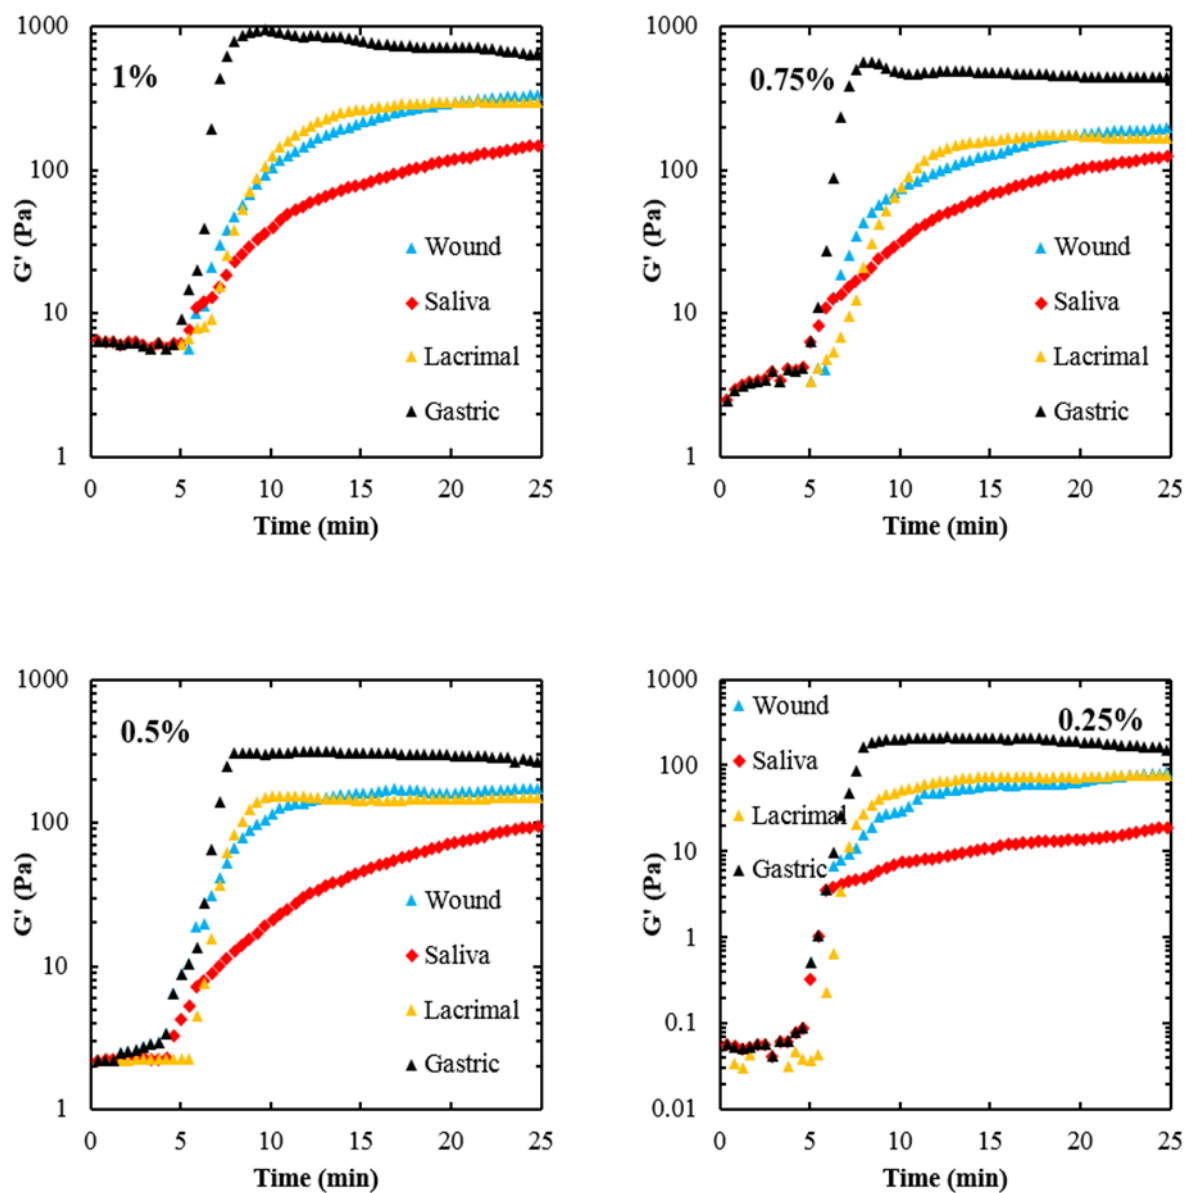 1%
G' (Pa)
1000
100
10
1
0 5 10 15 20 25
Time (min)
Wound
Saliva
Lacrimal
Gastric
0.75%
G' (Pa)
1000
100
10
1
0 5 10 15 20 25
Time (min)
Wound
Saliva
Lacrimal
Gastric
0.5%
G' (Pa)
1000
100
10
1
0 5 10 15 20 25
Time (min)
Wound
Saliva
Lacrimal
Gastric
0.25%
G' (Pa)
1000
100
10
1
0.1
0.01
0 5 10 15 20 25
Time (min)
Wound
Saliva
Lacrimal
Gastric